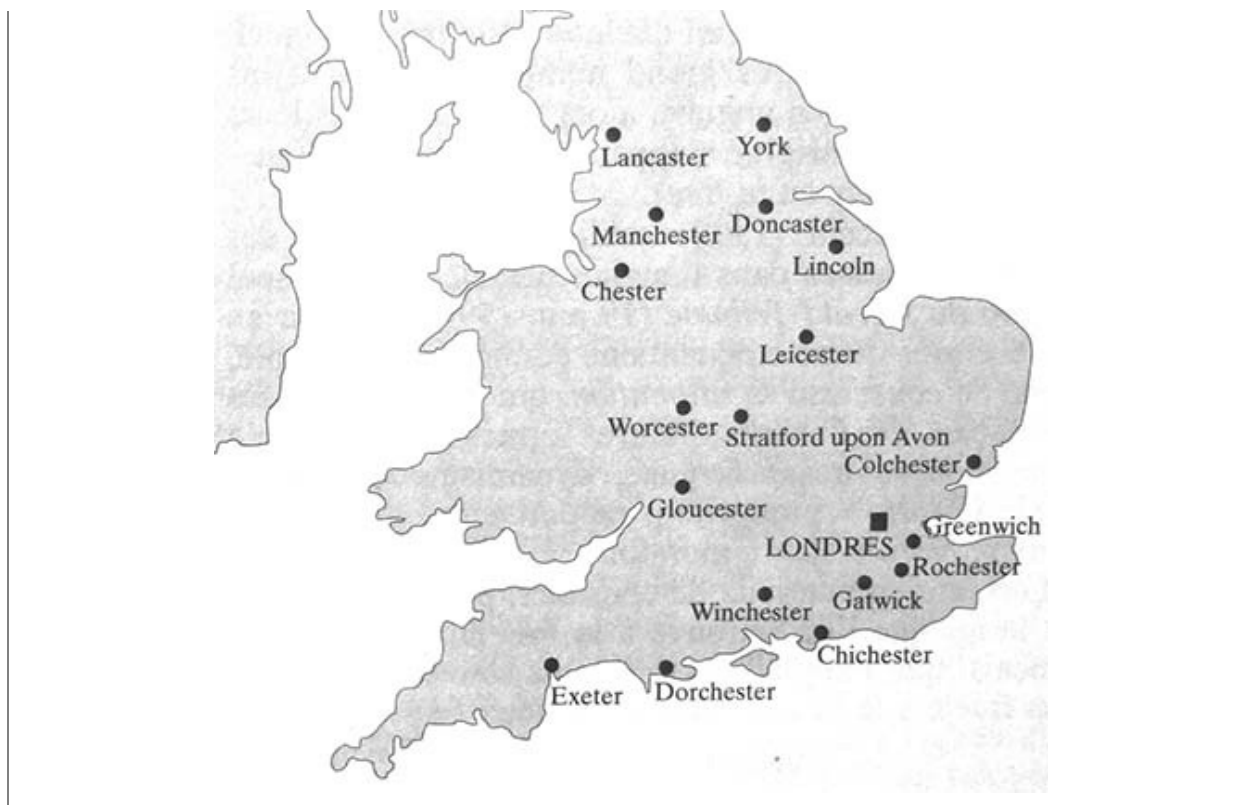 York
Lancaster
Doncaster
Manchester
Lincoln
Chester
Leicester
Worcester
Stratford upon Avon
Colchester
Gloucester
Greenwich
LONDRES
Rochester
Gatwick
Winchester
Chichester
Exeter
Dorchester